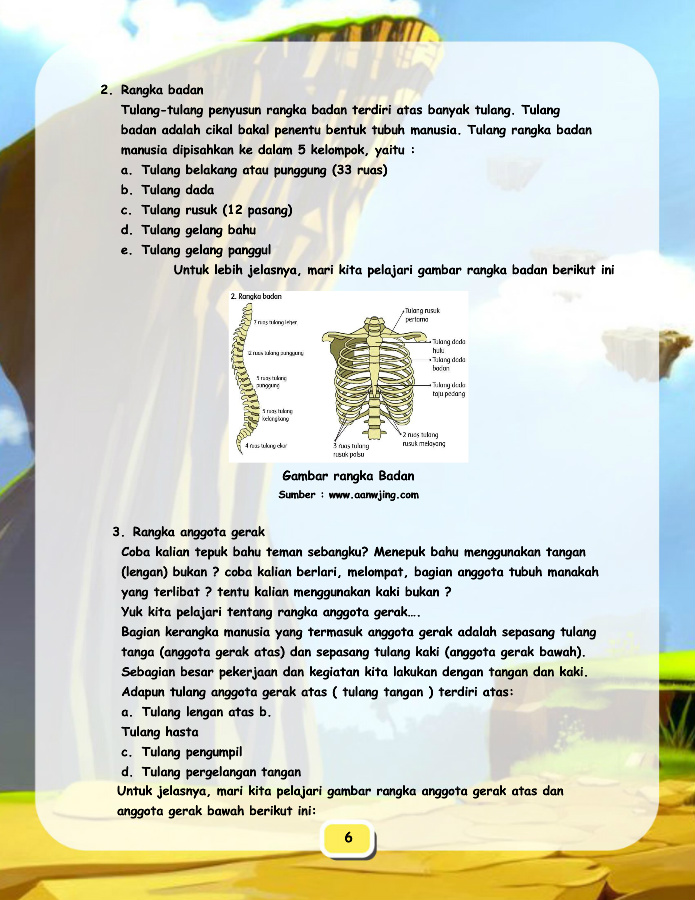 2. Rangka badan
Tulang-tulang penyusun rangka badan terdiri atas banyak tulang. Tulang
badan adalah cikal bakal penentu bentuk tubuh manusia. Tulang rangka badan
manusia dipisahkan ke dalam 5 kelompok, yaitu :
a. Tulang belakang atau punggung (33 ruas)
b. Tulang dada
c. Tulang rusuk (12 pasang)
d. Tulang gelang bahu
e. Tulang gelang panggul
Untuk lebih jelasnya, mari kita pelajari gambar rangka badan berikut ini
2. Rangka badan
7 ruas tulang leher
12 ruas tulang punggung
5 ruas tulang
punggung
5 ruas tulang
kelangkang
4 ruas tulang ekor
Tulang rusuk
pertama
Tulang dada
hulu
Tulang dada
badan
Tulang dada
taju pedang
2 ruas tulang
rusuk melayang
3 ruas tulang
rusuk palsu
Gambar rangka Badan
Sumber : www.aanwjing.com
3. Rangka anggota gerak
Coba kalian tepuk bahu teman sebangku? Menepuk bahu menggunakan tangan
(lengan) bukan ? coba kalian berlari, melompat, bagian anggota tubuh manakah
yang terlibat ? tentu kalian menggunakan kaki bukan ?
Yuk kita pelajari tentang rangka anggota gerak....
Bagian kerangka manusia yang termasuk anggota gerak adalah sepasang tulang
tanga (anggota gerak atas) dan sepasang tulang kaki (anggota gerak bawah).
Sebagian besar pekerjaan dan kegiatan kita lakukan dengan tangan dan kaki.
Adapun tulang anggota gerak atas ( tulang tangan ) terdiri atas:
a. Tulang lengan atas b.
Tulang hasta
c. Tulang pengumpil
d. Tulang pergelangan tangan
Untuk jelasnya, mari kita pelajari gambar rangka anggota gerak atas dan
anggota gerak bawah berikut ini:
6